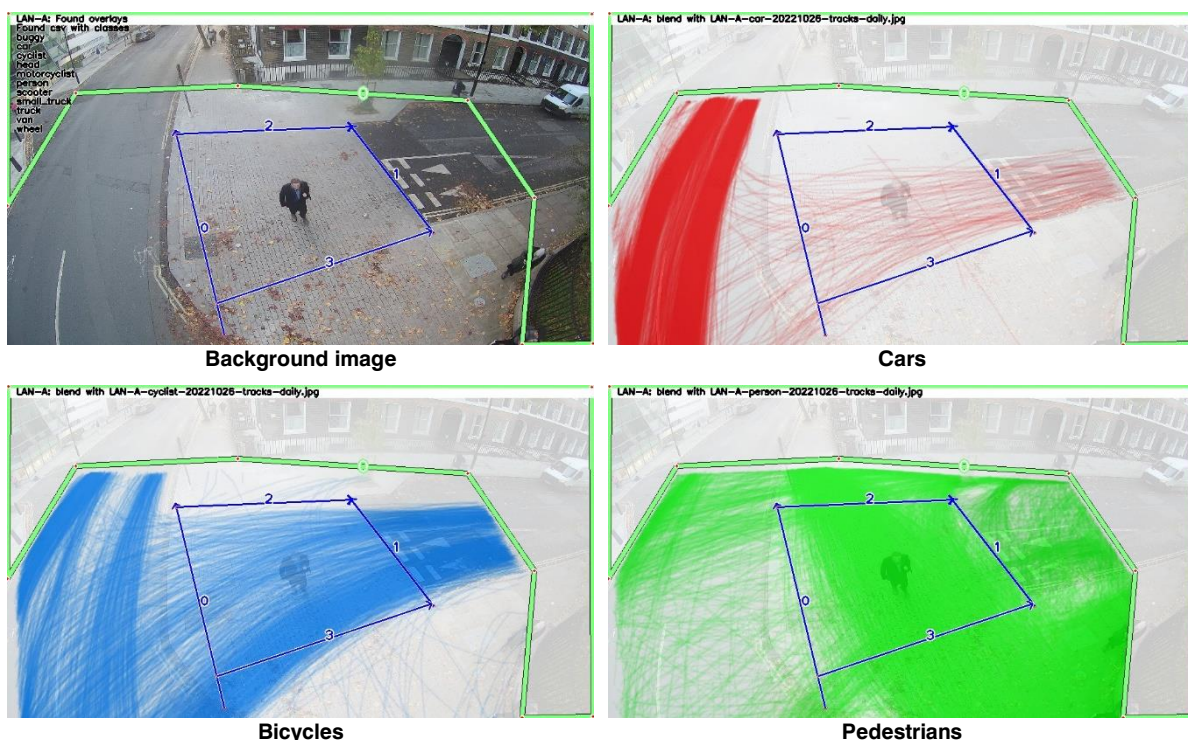 LAN-A: Found overlays
Found csv with classes
buggy
car
cyclist
head
motorcyclist
person
scooter
small_truck
truck
van
wheel
0
2
1
0
3
Background image
LAN-A: blend with LAN-A-car-20221026-tracks-daily.jpg
2
1
0
3
Cars
LAN-A: blend with LAN-A-cyclist-20221026-tracks-daily.jpg
0
2
1
0
3
Bicycles
LAN-A: blend with LAN-A-person-20221026-tracks-daily.jpg
0
2
1
0
3
Pedestrians